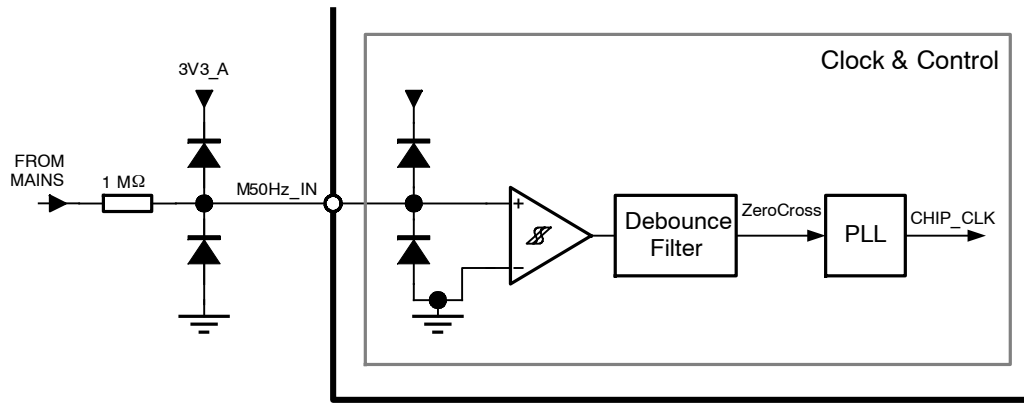 Clock & Control
3V3_A
FROM
MAINS
1 MΩ
M50Hz_IN
+
−
Debounce
Filter
ZeroCross
PLL
CHIP_CLK